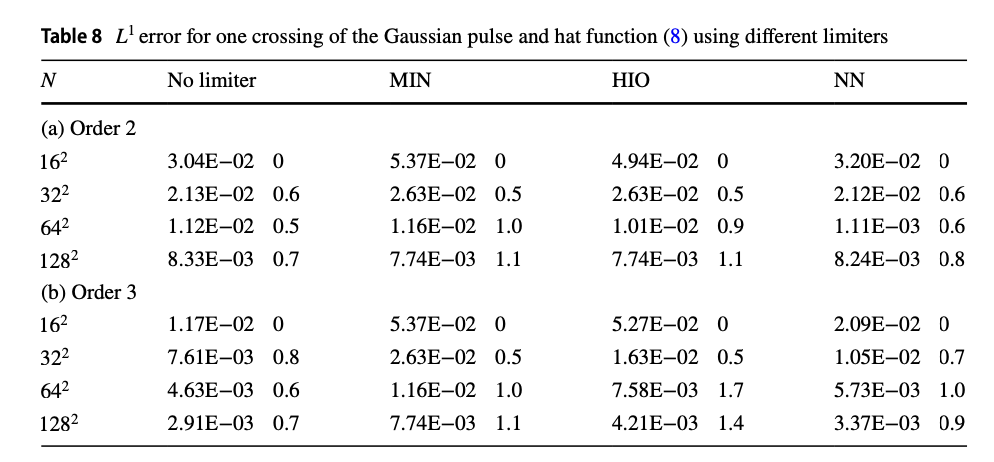 Table 8 L¹ error for one crossing of the Gaussian pulse and hat function (8) using different limiters
N No limiter MIN HIO NN
(a) Order 2
16² 3.04E−02 0 5.37E−02 0 4.94E−02 0 3.20E−02 0
32² 2.13E−02 0.6 2.63E−02 0.5 2.63E−02 0.5 2.12E−02 0.6
64² 1.12E−02 0.5 1.16E−02 1.0 1.01E−02 0.9 1.11E−03 0.6
128² 8.33E−03 0.7 7.74E−03 1.1 7.74E−03 1.1 8.24E−03 0.8
(b) Order 3
16² 1.17E−02 0 5.37E−02 0 5.27E−02 0 2.09E−02 0
32² 7.61E−03 0.8 2.63E−02 0.5 1.63E−02 0.5 1.05E−02 0.7
64² 4.63E−03 0.6 1.16E−02 1.0 7.58E−03 1.7 5.73E−03 1.0
128² 2.91E−03 0.7 7.74E−03 1.1 4.21E−03 1.4 3.37E−03 0.9